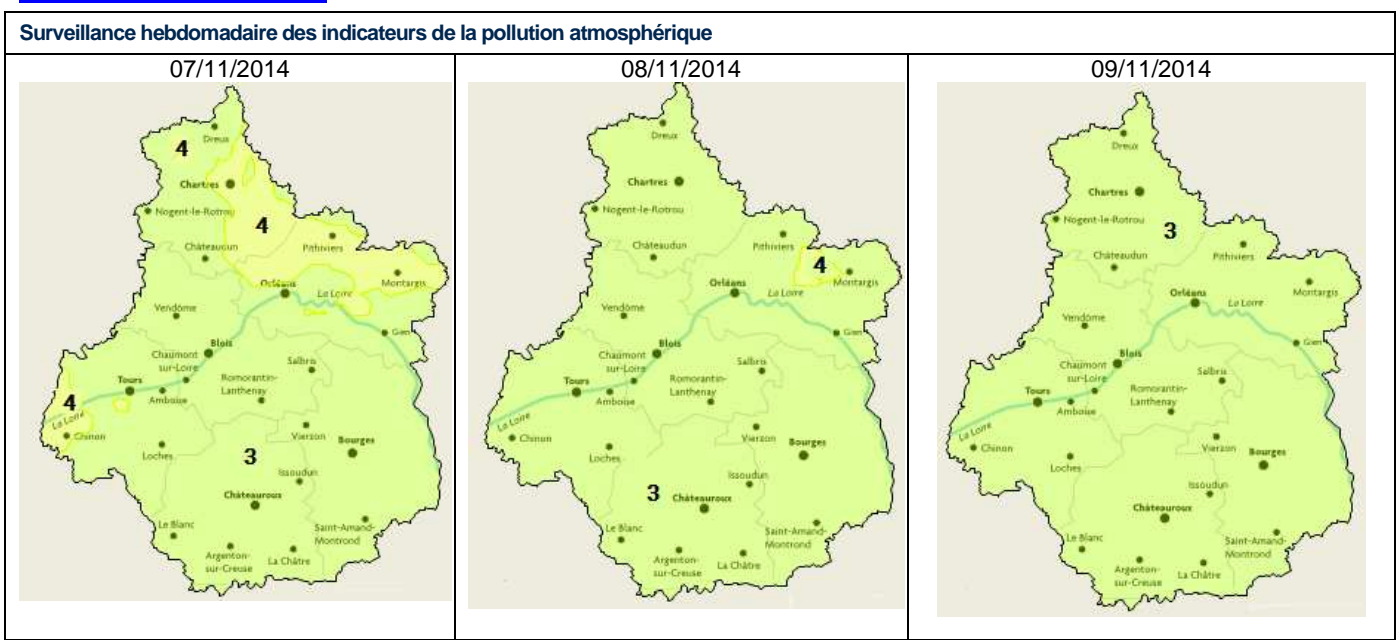 Surveillance hebdomadaire des indicateurs de la pollution atmosphérique
07/11/2014
Dreux
4
Chartres
Nogent-le-Rotrou
4
Châteaudun
Pithiviers
Orléans
La Loire
Montargis
Vendôme
Gien
Blois
Chaumont
sur-Loire
Salbris
Tours
Romorantin-
Lanthenay
Amboise
4
La Loire
Chinon
Vierzon
Bourges
Loches
3
Issoudun
Châteauroux
Le Blanc
Saint-Amand-
Montrond
Argenton-
sur-Creuse
La Châtre
08/11/2014
Dreux
Chartres
Nogent-le-Rotrou
Châteaudun
Pithiviers
4
Montargis
Orléans
La Loire
Vendôme
Gien
Blois
Chaumont
sur-Loire
Salbris
Tours
Romorantin-
Lanthenay
Amboise
La Loire
Chinon
Vierzon
Bourges
Loches
Issoudun
3
Châteauroux
Le Blanc
Saint-Amand-
Montrond
Argenton-
sur-Creuse
La Châtre
09/11/2014
Dreux
Chartres
Nogent-le-Rotrou
3
Châteaudun
Pithiviers
Orléans
La Loire
Montargis
Vendôme
Gien
Blois
Chaumont
sur-Loire
Salbris
Tours
Romorantin-
Lanthenay
Amboise
La Loire
Chinon
Vierzon
Bourges
Loches
Issoudun
Châteauroux
Le Blanc
Saint-Amand-
Montrond
Argenton-
sur-Creuse
La Châtre